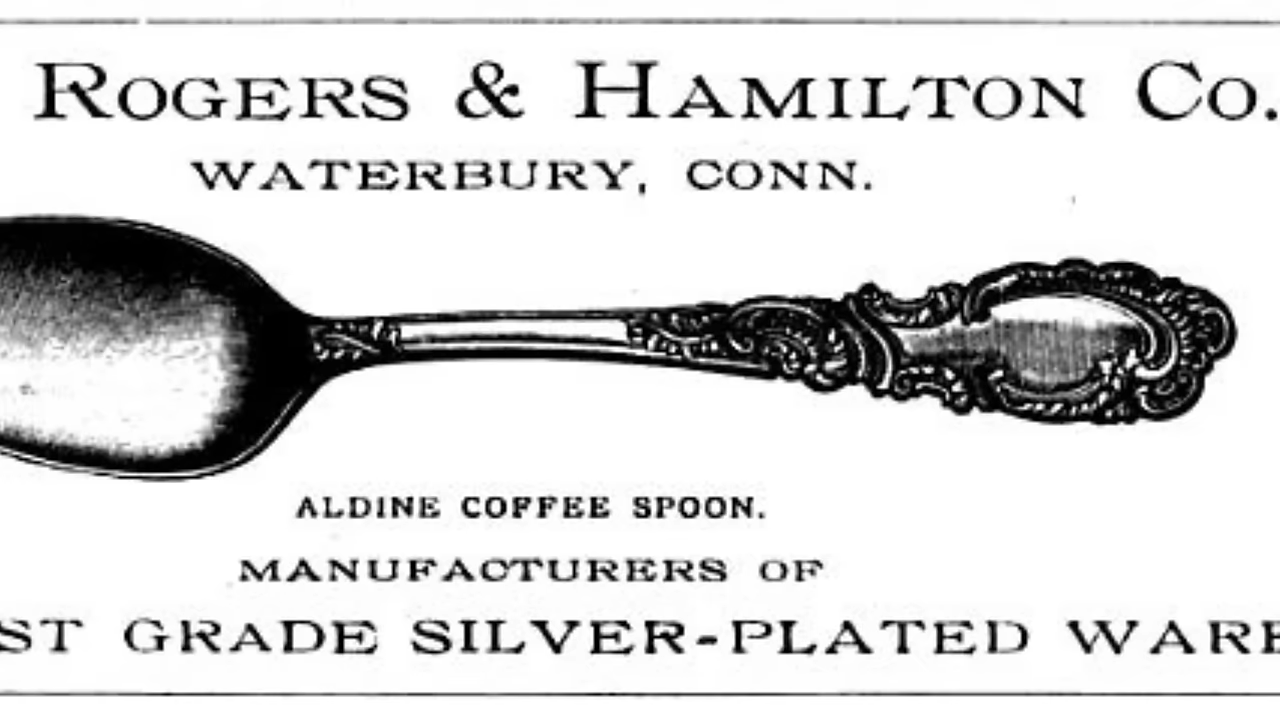 ROGERS & HAMILTON CO.
WATERBURY, CONN.
ALDINE COFFEE SPOON.
MANUFACTURERS OF
GRADE SILVER-PLATED